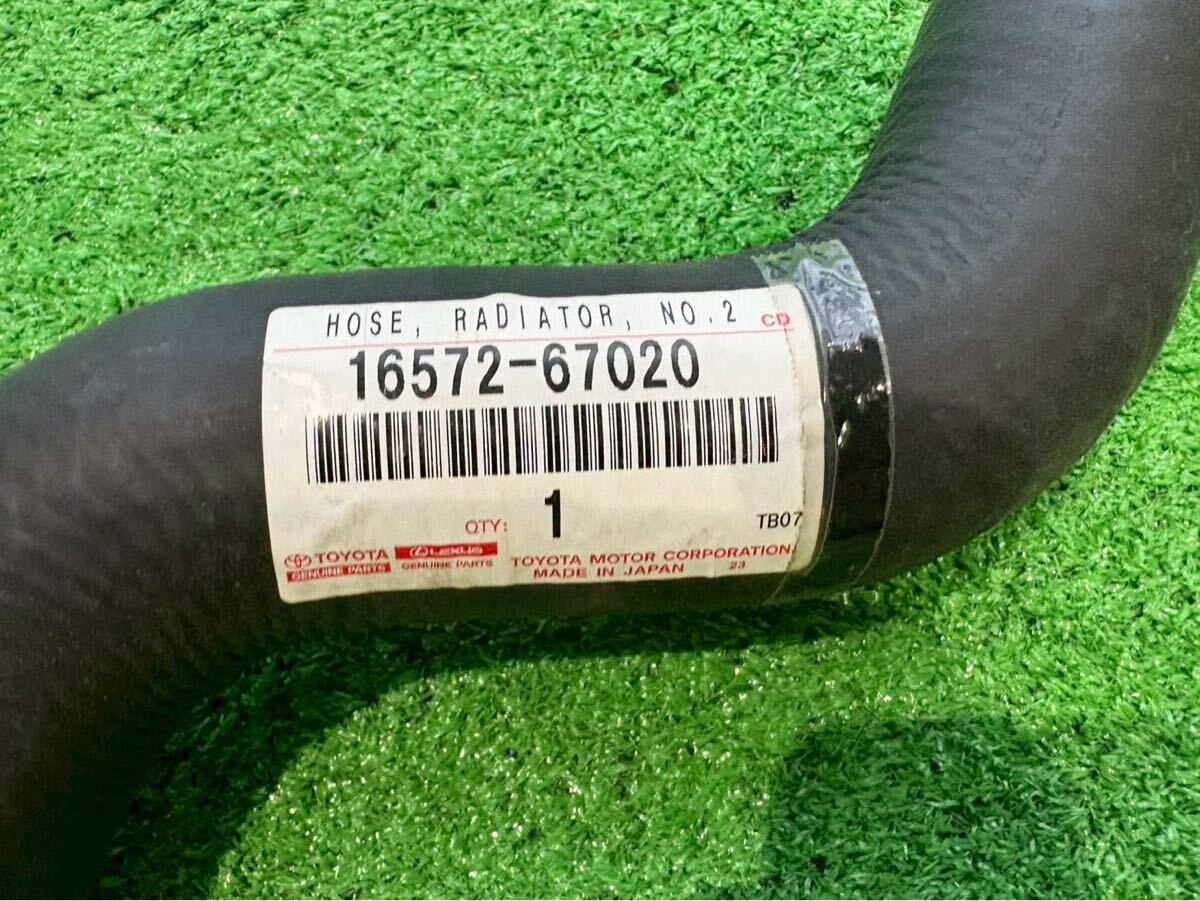 HOSE, RADIATOR, NO.2 CD
16572-67020
QTY: 1
TB07
TOYOTA LEXUS
GENUINE PARTS GENUINE PARTS
TOYOTA MOTOR CORPORATION
MADE IN JAPAN 23